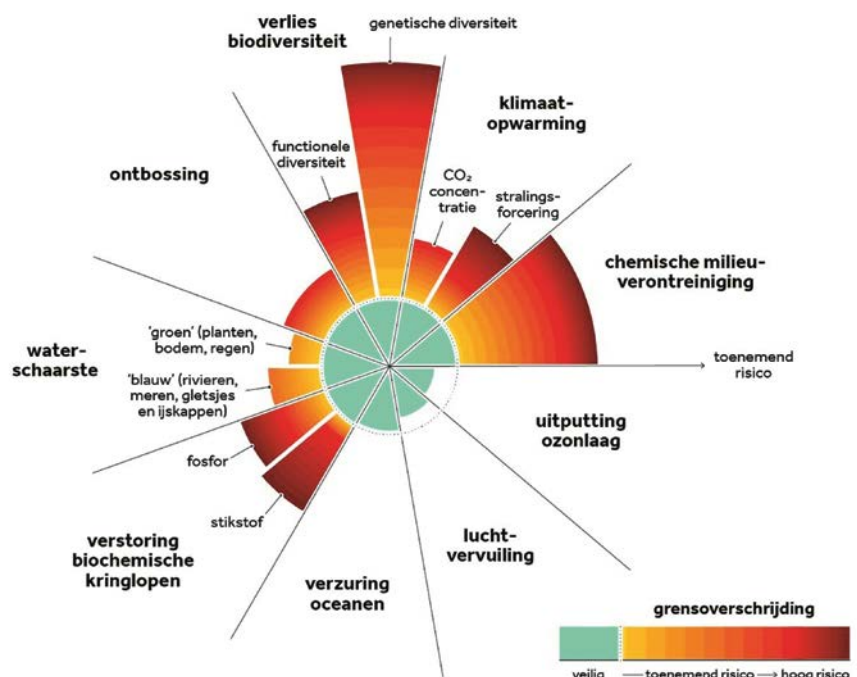 verlies
biodiversiteit
genetische diversiteit
klimaat-
opwarming
functionele
diversiteit
CO₂
concen-
tratie
stralings-
forcering
ontbossing
chemische milieu-
verontreiniging
'groen' (planten,
bodem, regen)
water-
schaarste
'blauw' (rivieren,
meren, gletsjes
en ijskappen)
toenemend
risico
uitputting
ozonlaag
fosfor
stikstof
lucht-
vervuiling
verstoring
biochemische
kringlopen
verzuring
oceanen
grensoverschrijding
veilig
toenemend risico
hoog risico